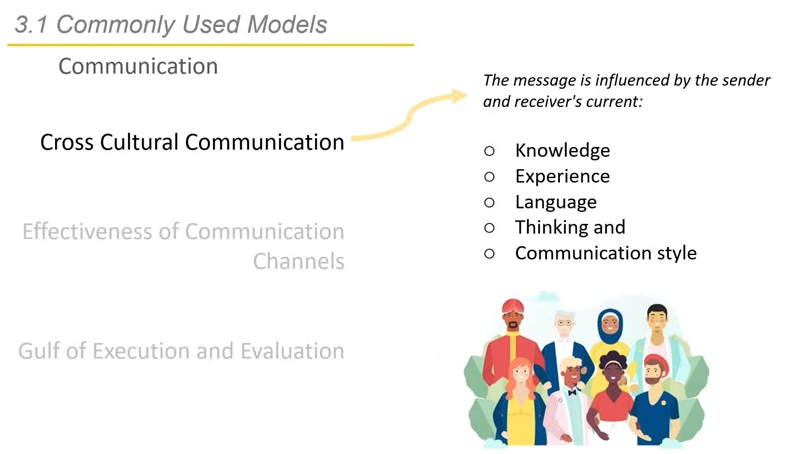 3.1 Commonly Used Models
Communication
Cross Cultural Communication
Effectiveness of Communication
Channels
Gulf of Execution and Evaluation
The message is influenced by the sender
and receiver's current:
○ Knowledge
○ Experience
○ Language
○ Thinking and
○ Communication style